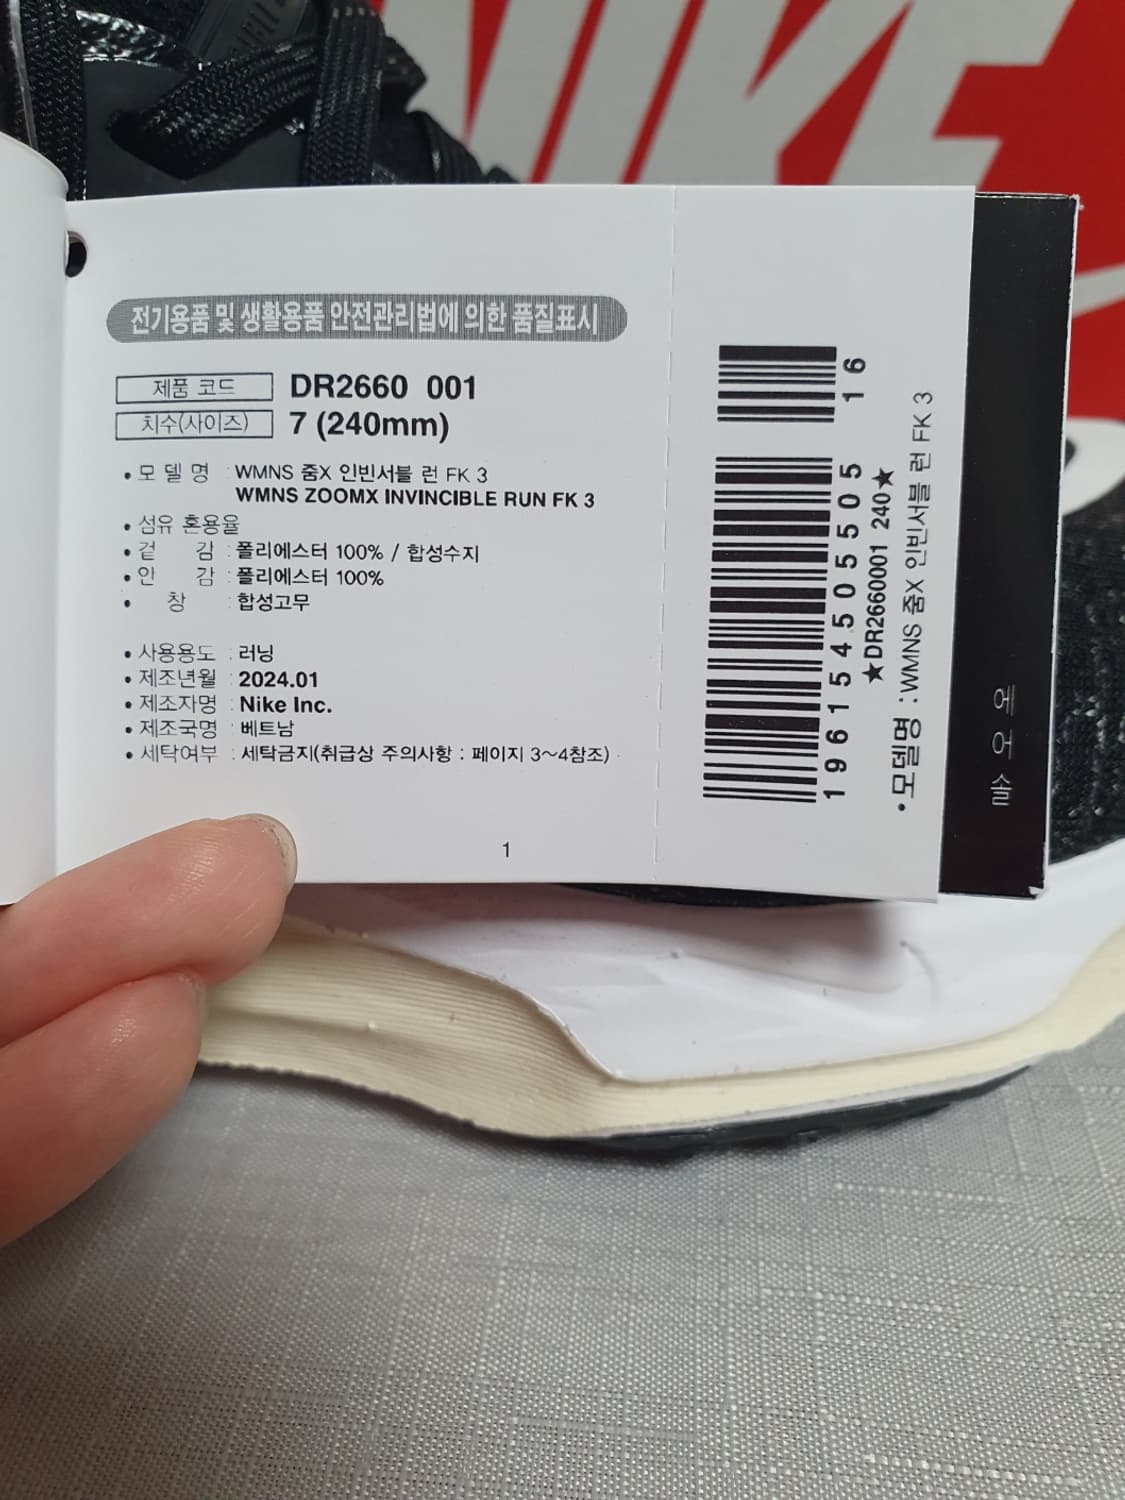 NIKE
전기용품 및 생활용품 안전관리법에 의한 품질표시
제품 코드 DR2660 001
치수(사이즈) 7 (240mm)
• 모 델 명 : WMNS 줌X 인빈서블 런 FK 3
WMNS ZOOMX INVINCIBLE RUN FK 3
• 섬유 혼용율
• 겉 감 : 폴리에스터 100% / 합성수지
• 안 감 : 폴리에스터 100%
• 창 : 합성고무
• 사용용도 : 러닝
• 제조년월 : 2024.01
• 제조자명 : Nike Inc.
• 제조국명 : 베트남
• 세탁여부 : 세탁금지(취급상 주의사항 : 페이지 3~4참조)
1
16
196154505505
★DR2660001 240★
• 모델명 : WMNS 줌X 인빈서블 런 FK 3
에어솔